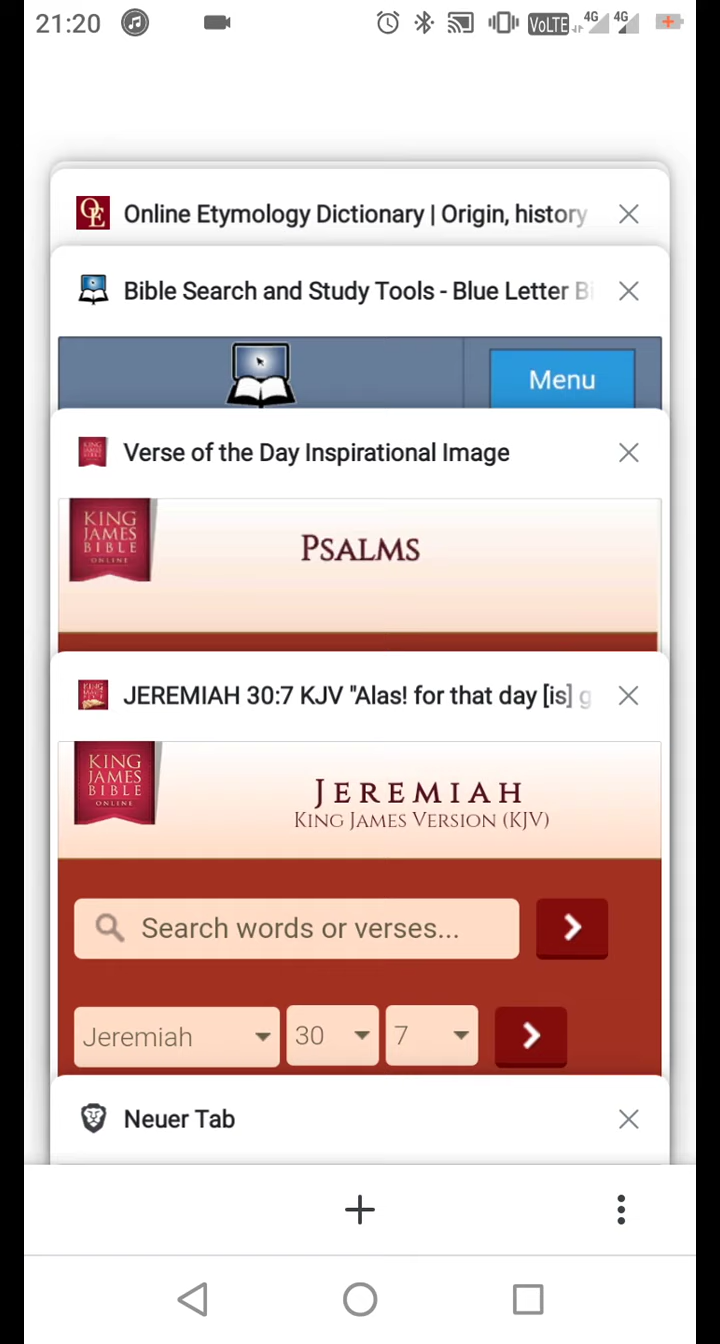 21:20
VoLTE 4G 4G
OE Online Etymology Dictionary | Origin, history
Bible Search and Study Tools - Blue Letter Bi
Menu
Verse of the Day Inspirational Image
KING
JAMES
BIBLE
ONLINE
PSALMS
JEREMIAH 30:7 KJV "Alas! for that day [is] g
KING
JAMES
BIBLE
ONLINE
JEREMIAH
KING JAMES VERSION (KJV)
Search words or verses...
Jeremiah 30 7
Neuer Tab